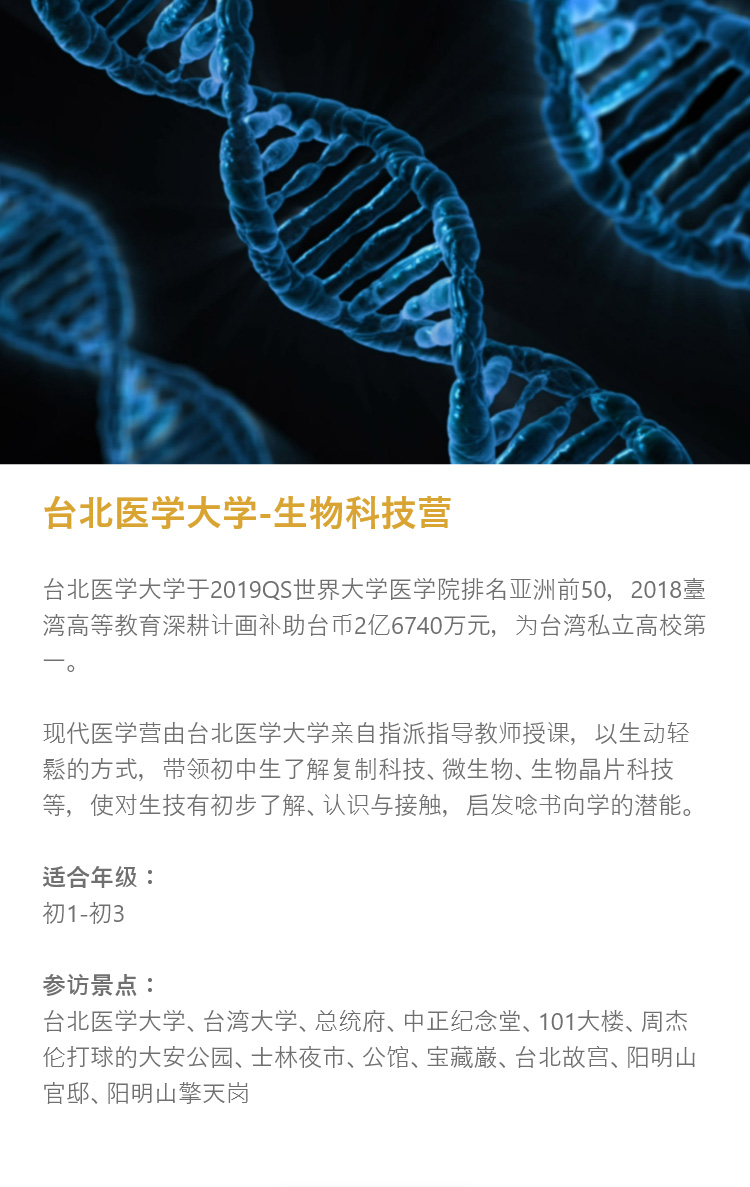 台北医学大学-生物科技营
台北医学大学于2019QS世界大学医学院排名亚洲前50，2018臺
湾高等教育深耕计画补助台币2亿6740万元，为台湾私立高校第
一。
现代医学营由台北医学大学亲自指派指导教师授课，以生动轻
鬆的方式，带领初中生了解复制科技、微生物、生物晶片科技
等，使对生技有初步了解、认识与接触，启发唸书向学的潜能。
适合年级：
初1-初3
参访景点：
台北医学大学、台湾大学、总统府、中正纪念堂、101大楼、周杰
伦打球的大安公园、士林夜市、公馆、宝藏巌、台北故宫、阳明山
官邸、阳明山擎天岗